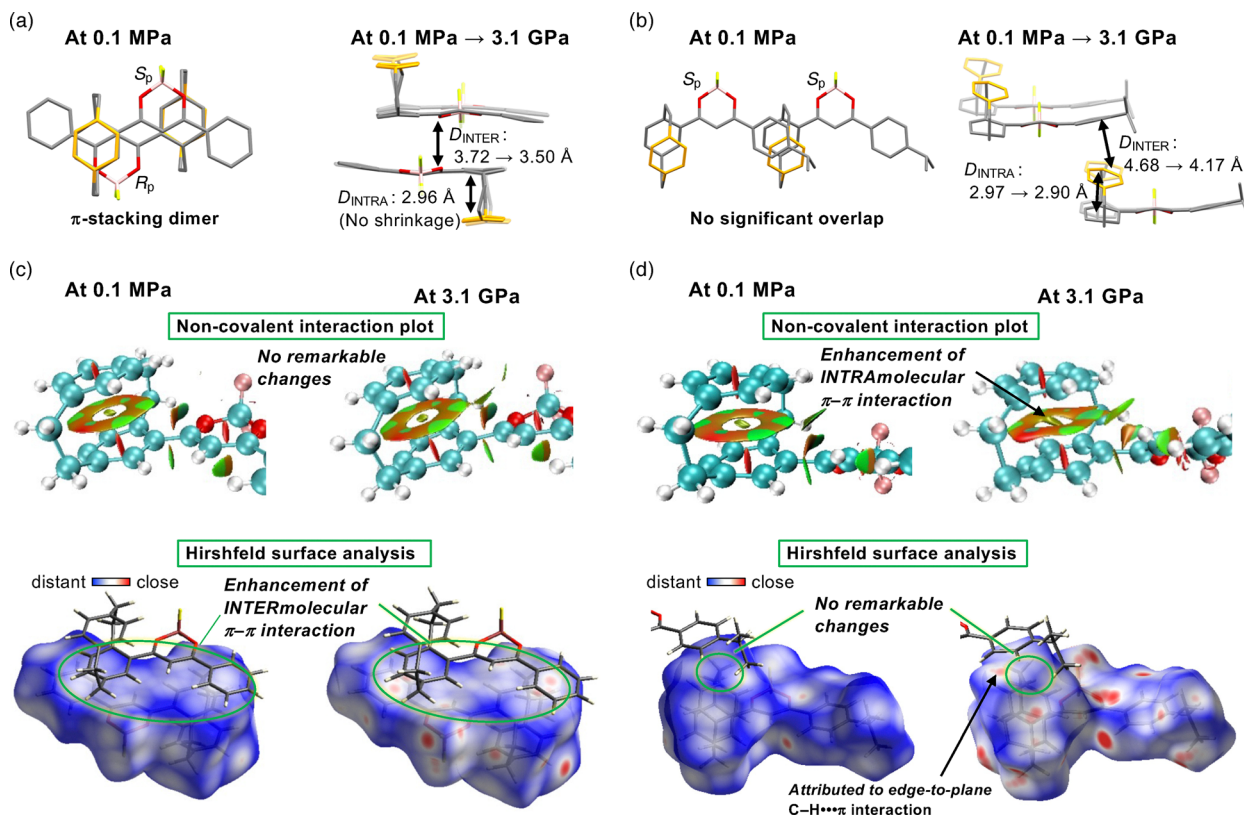 (a)
At 0.1 MPa
At 0.1 MPa → 3.1 GPa
Sp
Rp
π-stacking dimer
DINTER :
3.72 → 3.50 Å
DINTRA : 2.96 Å
(No shrinkage)
(b)
At 0.1 MPa
At 0.1 MPa → 3.1 GPa
Sp
Sp
No significant overlap
DINTER :
4.68 → 4.17 Å
DINTRA :
2.97 → 2.90 Å
(c)
At 0.1 MPa
At 3.1 GPa
Non-covalent interaction plot
No remarkable
changes
Hirshfeld surface analysis
distant
close
Enhancement of
INTERmolecular
π–π interaction
(d)
At 0.1 MPa
At 3.1 GPa
Non-covalent interaction plot
Enhancement of
INTRAmolecular
π–π interaction
Hirshfeld surface analysis
distant
close
No remarkable
changes
Attributed to edge-to-plane
C–H•••π interaction